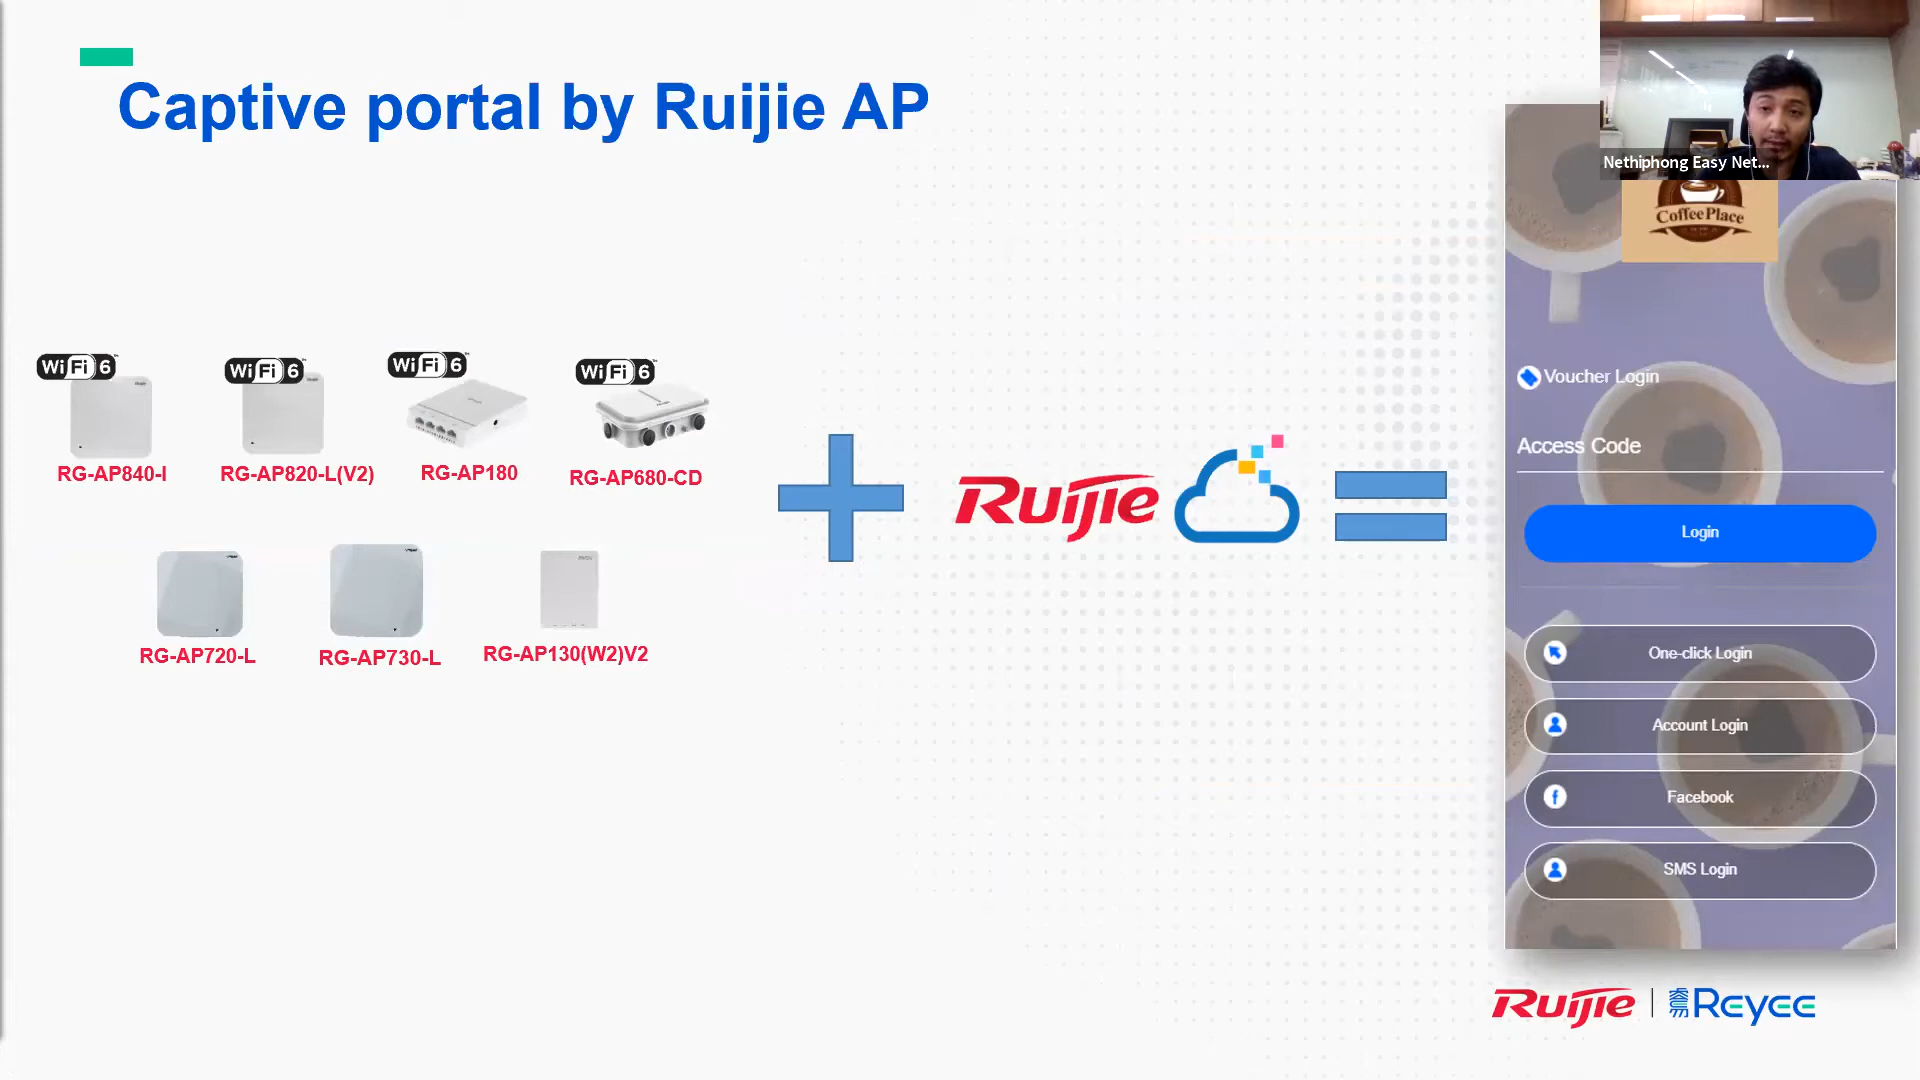 Captive portal by Ruijie AP
Nethiphong Easy Net...
Coffee Place
WiFi 6
WiFi 6
WiFi 6
WiFi 6
RG-AP840-I
RG-AP820-L(V2)
RG-AP180
RG-AP680-CD
RG-AP720-L
RG-AP730-L
RG-AP130(W2)V2
Ruijie
Voucher Login
Access Code
Login
One-click Login
Account Login
Facebook
SMS Login
Ruijie | 睿易 Reyee